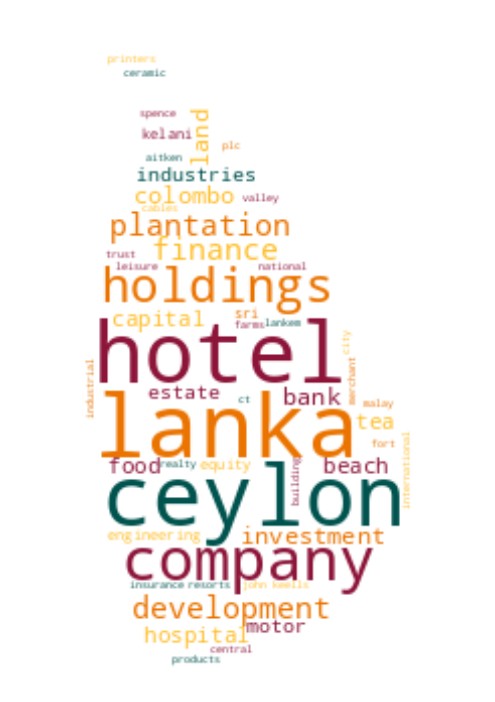 printers
ceramic
spence
land
kelani
plc
aitken
industries
colombo
valley
cables
plantation
finance
trust
leisure
national
holdings
capital
sri
farms
lankem
hotel
city
merchant
industrial
estate
ct
bank
malay
lanka
tea
fort
international
food
realty
equity
building
beach
ceylon
engineering
investment
company
insurance
resorts
john keells
development
motor
hospital
central
products